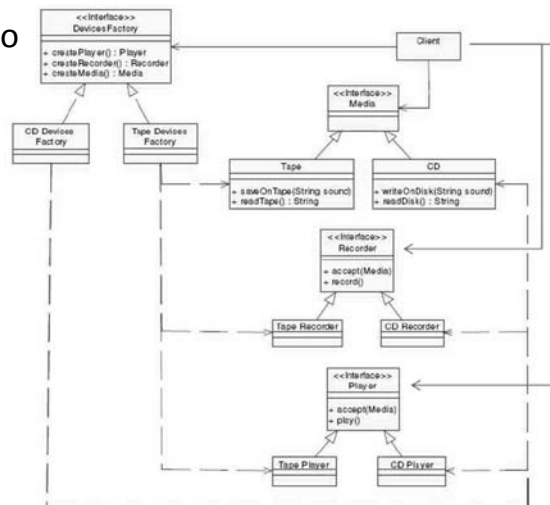 o
<<Interface>>
DevicesFactory
+ createPlayer() : Player
+ createRecorder() : Recorder
+ createMedia() : Media
Client
CD Devices
Factory
Tape Devices
Factory
<<Interface>>
Media
Tape
+ saveOnTape(String sound)
+ readTape() : String
CD
+ writeOnDisk(String sound)
+ readDisk() : String
<<Interface>>
Recorder
+ accept(Media)
+ record()
Tape Recorder
CD Recorder
<<Interface>>
Player
+ accept(Media)
+ play()
Tape Player
CD Player